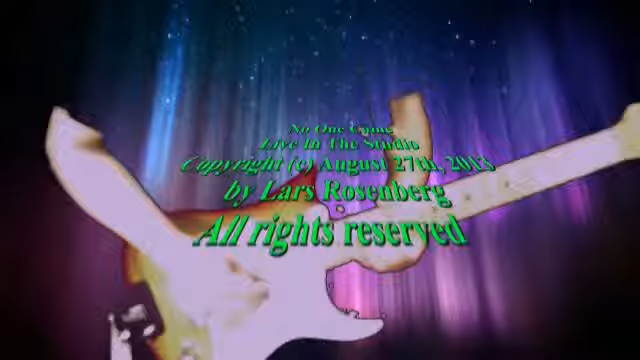 No One Came
Live In The Studio
Copyright (c) August 27th, 2013
by Lars Rosenberg
All rights reserved